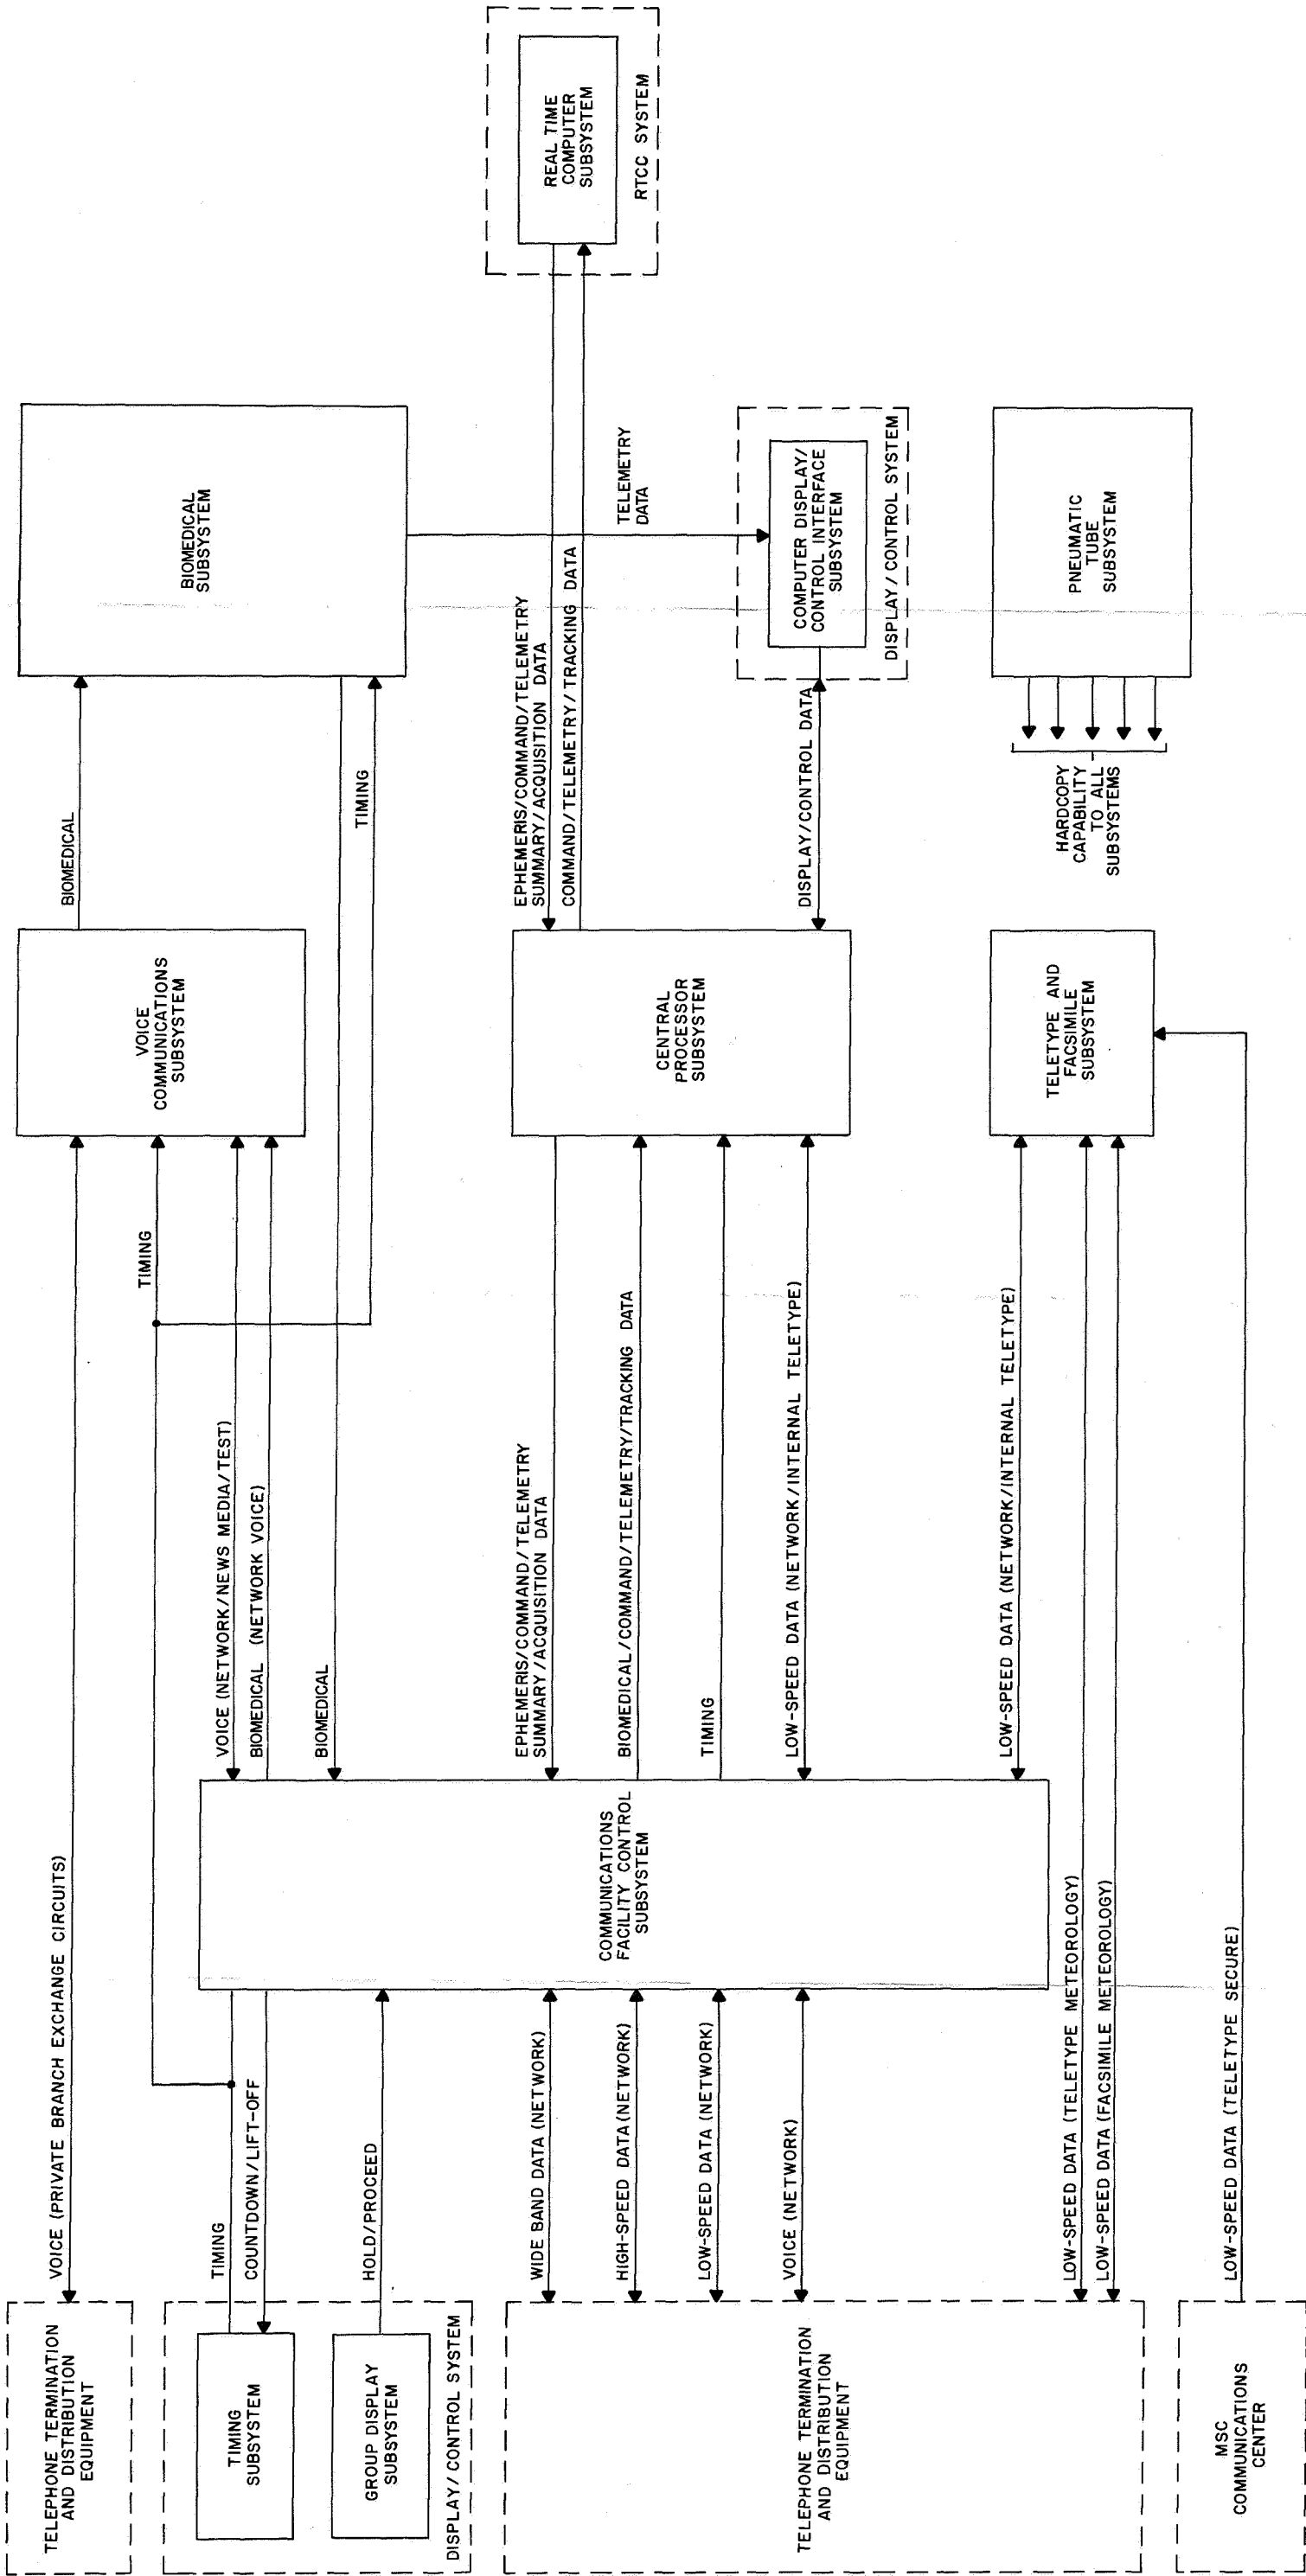 TELEPHONE TERMINATION
AND DISTRIBUTION
EQUIPMENT
VOICE (PRIVATE BRANCH EXCHANGE CIRCUITS)
TIMING
SUBSYSTEM
GROUP DISPLAY
SUBSYSTEM
DISPLAY/CONTROL SYSTEM
TIMING
COUNTDOWN/LIFT-OFF
HOLD/PROCEED
TELEPHONE TERMINATION
AND DISTRIBUTION
EQUIPMENT
WIDE BAND DATA (NETWORK)
HIGH-SPEED DATA (NETWORK)
LOW-SPEED DATA (NETWORK)
VOICE (NETWORK)
LOW-SPEED DATA (TELETYPE METEOROLOGY)
LOW-SPEED DATA (FACSIMILE METEOROLOGY)
MSC
COMMUNICATIONS
CENTER
LOW-SPEED DATA (TELETYPE SECURE)
COMMUNICATIONS
FACILITY CONTROL
SUBSYSTEM
TIMING
VOICE (NETWORK/NEWS MEDIA/TEST)
BIOMEDICAL (NETWORK VOICE)
BIOMEDICAL
EPHEMERIS/COMMAND/TELEMETRY
SUMMARY/ACQUISITION DATA
BIOMEDICAL/COMMAND/TELEMETRY/TRACKING DATA
TIMING
LOW-SPEED DATA (NETWORK/INTERNAL TELETYPE)
LOW-SPEED DATA (NETWORK/INTERNAL TELETYPE)
VOICE
COMMUNICATIONS
SUBSYSTEM
CENTRAL
PROCESSOR
SUBSYSTEM
TELETYPE AND
FACSIMILE
SUBSYSTEM
BIOMEDICAL
TIMING
EPHEMERIS/COMMAND/TELEMETRY
SUMMARY/ACQUISITION DATA
COMMAND/TELEMETRY/TRACKING DATA
DISPLAY/CONTROL DATA
HARDCOPY
CAPABILITY
TO ALL
SUBSYSTEMS
BIOMEDICAL
SUBSYSTEM
TELEMETRY
DATA
COMPUTER DISPLAY/
CONTROL INTERFACE
SUBSYSTEM
DISPLAY/CONTROL SYSTEM
PNEUMATIC
TUBE
SUBSYSTEM
REAL TIME
COMPUTER
SUBSYSTEM
RTCC SYSTEM